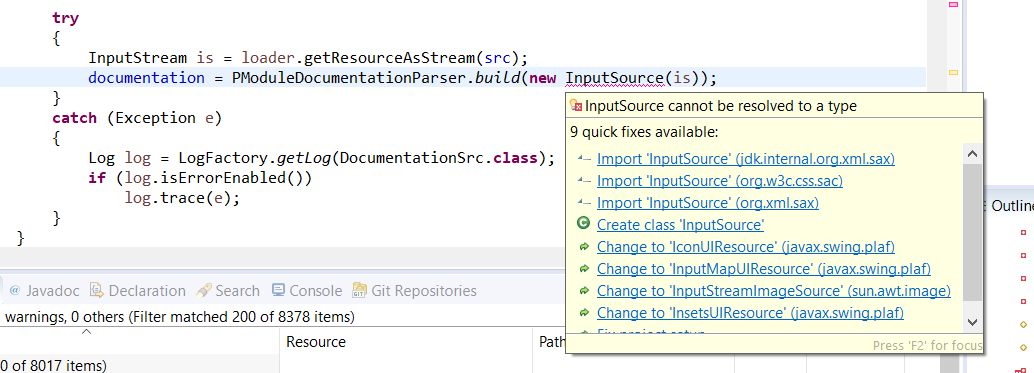 try
{
InputStream is = loader.getResourceAsStream(src);
documentation = PModuleDocumentationParser.build(new InputSource(is));
}
catch (Exception e)
{
Log log = LogFactory.getLog(DocumentationSrc.class);
if (log.isErrorEnabled())
log.trace(e);
}
}
InputSource cannot be resolved to a type
9 quick fixes available:
Import 'InputSource' (jdk.internal.org.xml.sax)
Import 'InputSource' (org.w3c.css.sac)
Import 'InputSource' (org.xml.sax)
Create class 'InputSource'
Change to 'IconUIResource' (javax.swing.plaf)
Change to 'InputMapUIResource' (javax.swing.plaf)
Change to 'InputStreamImageSource' (sun.awt.image)
Change to 'InsetsUIResource' (javax.swing.plaf)
Fix project setup
Press 'F2' for focus
Outline
@ Javadoc Declaration Search Console Git Repositories
warnings, 0 others (Filter matched 200 of 8378 items)
Resource Path
0 of 8017 items)